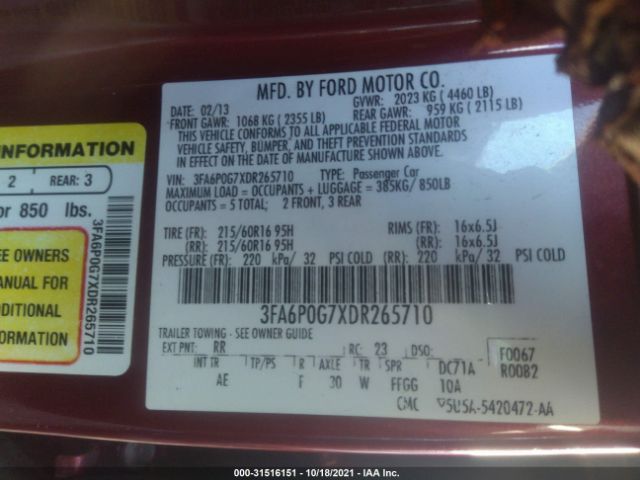 INFORMATION
2 REAR: 3
or 850 lbs.
EE OWNERS
ANUAL FOR
DDITIONAL
FORMATION
3FA6P0G7XDR265710
MFD. BY FORD MOTOR CO.
DATE: 02/13 GVWR: 2023 KG ( 4460 LB)
FRONT GAWR: 1068 KG ( 2355 LB) REAR GAWR: 959 KG ( 2115 LB)
THIS VEHICLE CONFORMS TO ALL APPLICABLE FEDERAL MOTOR
VEHICLE SAFETY, BUMPER, AND THEFT PREVENTION STANDARDS
IN EFFECT ON THE DATE OF MANUFACTURE SHOWN ABOVE.
VIN: 3FA6P0G7XDR265710 TYPE: Passenger Car
MAXIMUM LOAD = OCCUPANTS + LUGGAGE = 385KG/ 850LB
OCCUPANTS = 5 TOTAL: 2 FRONT, 3 REAR
TIRE (FR): 215/60R16 95H RIMS (FR): 16x6.5J
(RR): 215/60R16 95H (RR): 16x6.5J
PRESSURE (FR): 220 kPa/ 32 PSI COLD (RR): 220 kPa/ 32 PSI COLD
3FA6P0G7XDR265710
TRAILER TOWING - SEE OWNER GUIDE
EXT PNT: RR RC: 23 DSO: F0067
INT TR TP/PS R AXLE TR SPR DC71A R0082
AE F 30 W FFGG 10A
CMC 5U5A-5420472-AA
000-31516151 - 10/18/2021 - IAA Inc.